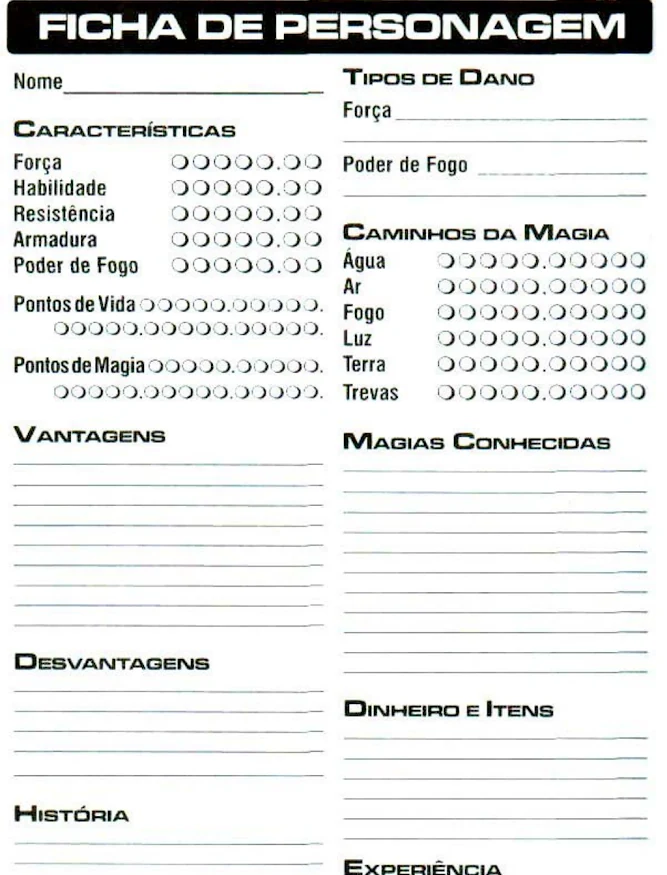 FICHA DE PERSONAGEM
Nome
CARACTERÍSTICAS
Força
Habilidade
Resistência
Armadura
Poder de Fogo
Pontos de Vida
Pontos de Magia
VANTAGENS
DESVANTAGENS
HISTÓRIA
TIPOS DE DANO
Força
Poder de Fogo
CAMINHOS DA MAGIA
Água
Ar
Fogo
Luz
Terra
Trevas
MAGIAS CONHECIDAS
DINHEIRO E ITENS
EXPERIÊNCIA